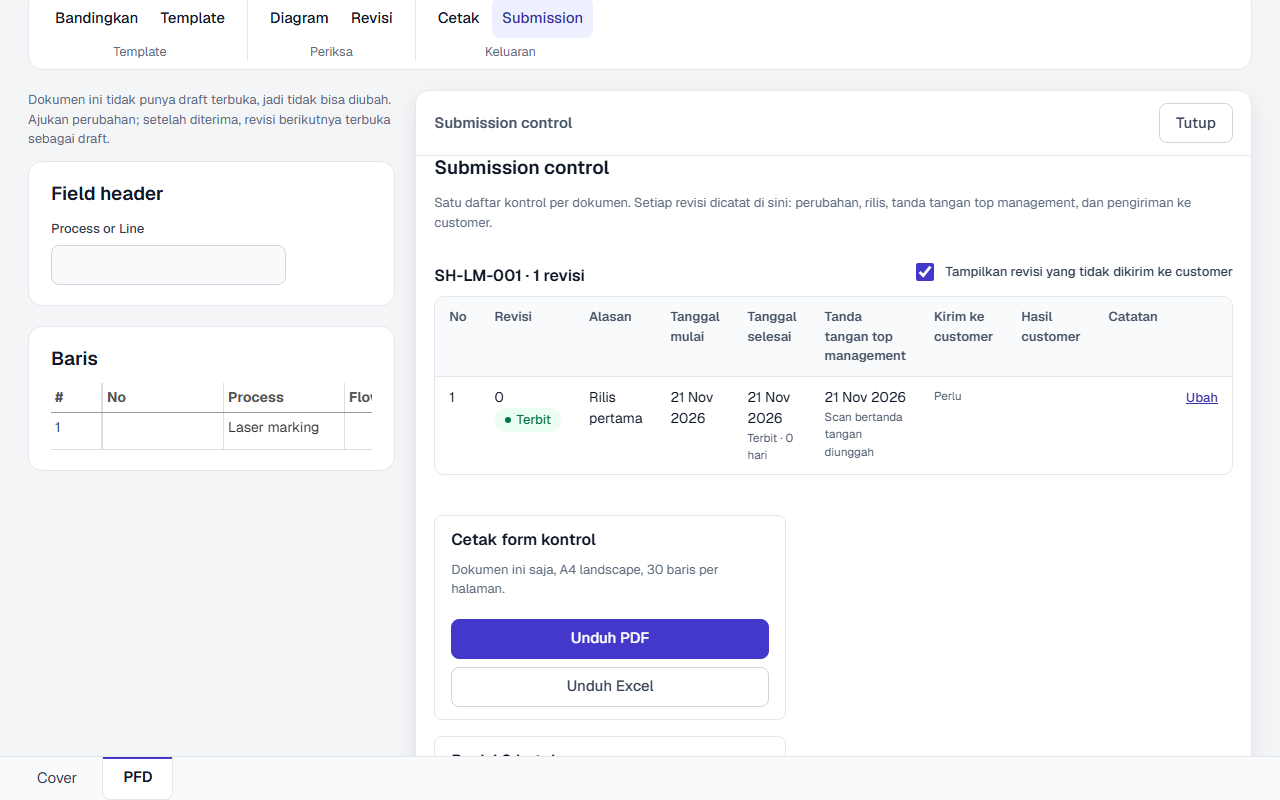 Bandingkan Template Diagram Revisi Cetak Submission
Template Periksa Keluaran
Dokumen ini tidak punya draft terbuka, jadi tidak bisa diubah.
Ajukan perubahan; setelah diterima, revisi berikutnya terbuka
sebagai draft.
Field header
Process or Line
Baris
# No Process
1 Laser marking
Submission control
Tutup
Submission control
Satu daftar kontrol per dokumen. Setiap revisi dicatat di sini: perubahan, rilis, tanda tangan top management, dan pengiriman ke
customer.
SH-LM-001 · 1 revisi
Tampilkan revisi yang tidak dikirim ke customer
No Revisi Alasan Tanggal mulai Tanggal selesai Tanda tangan top management Kirim ke customer Hasil customer Catatan
1 0 Terbit Rilis pertama 21 Nov 2026 21 Nov 2026 Terbit · 0 hari 21 Nov 2026 Scan bertanda tangan diunggah Perlu Ubah
Cetak form kontrol
Dokumen ini saja, A4 landscape, 30 baris per
halaman.
Unduh PDF
Unduh Excel
Cover PFD